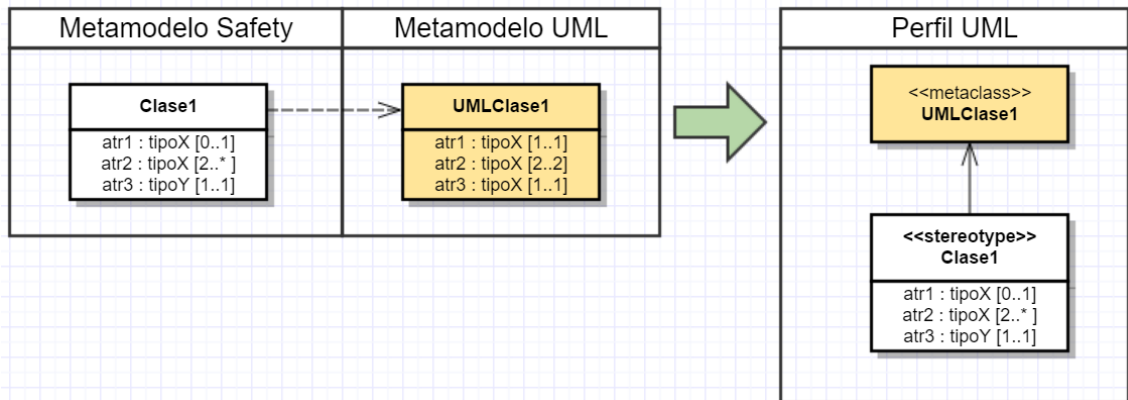 Metamodelo Safety
Metamodelo UML
Perfil UML
Clase1
atr1 : tipoX [0..1]
atr2 : tipoX [2..* ]
atr3 : tipoY [1..1]
UMLClase1
atr1 : tipoX [1..1]
atr2 : tipoX [2..2]
atr3 : tipoX [1..1]
<<metaclass>>
UMLClase1
<<stereotype>>
Clase1
atr1 : tipoX [0..1]
atr2 : tipoX [2..* ]
atr3 : tipoY [1..1]